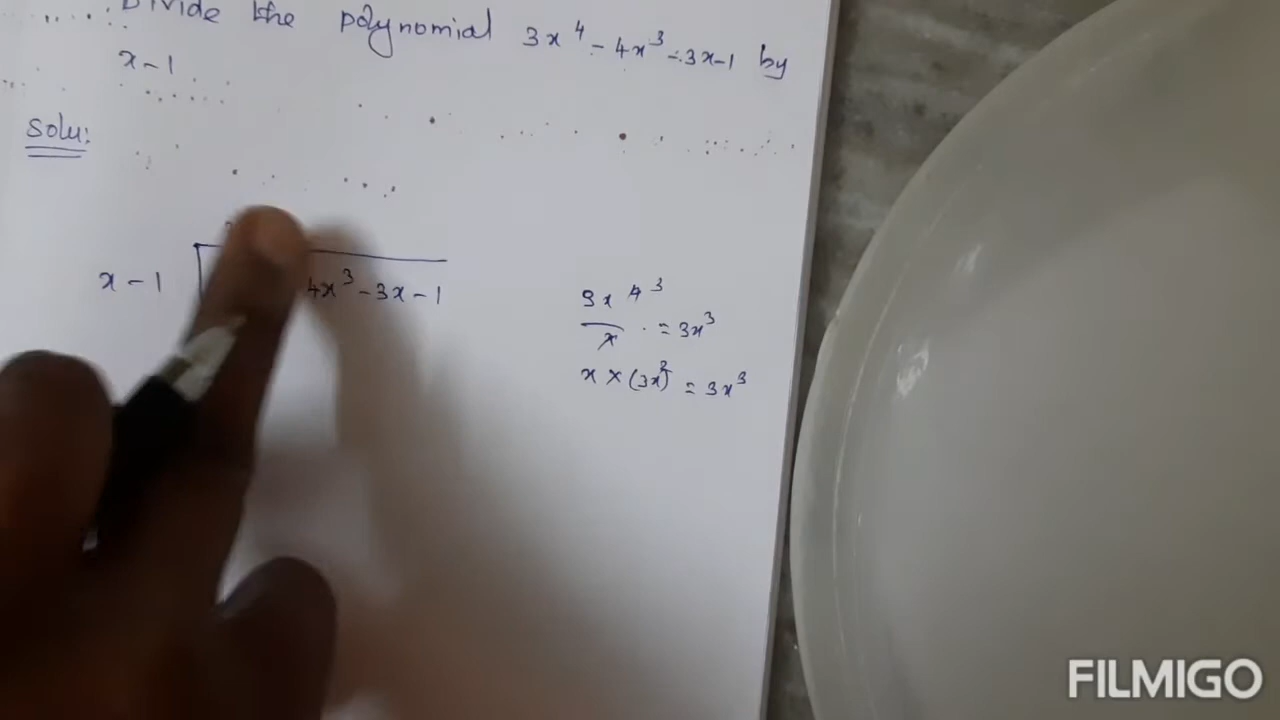 Divide the polynomial 3x⁴ - 4x³ - 3x-1 by
x-1
Solu:
x - 1 4x³ - 3x - 1
3x⁴ ³
x = 3x³
x × (3x²) = 3x³
FILMIGO